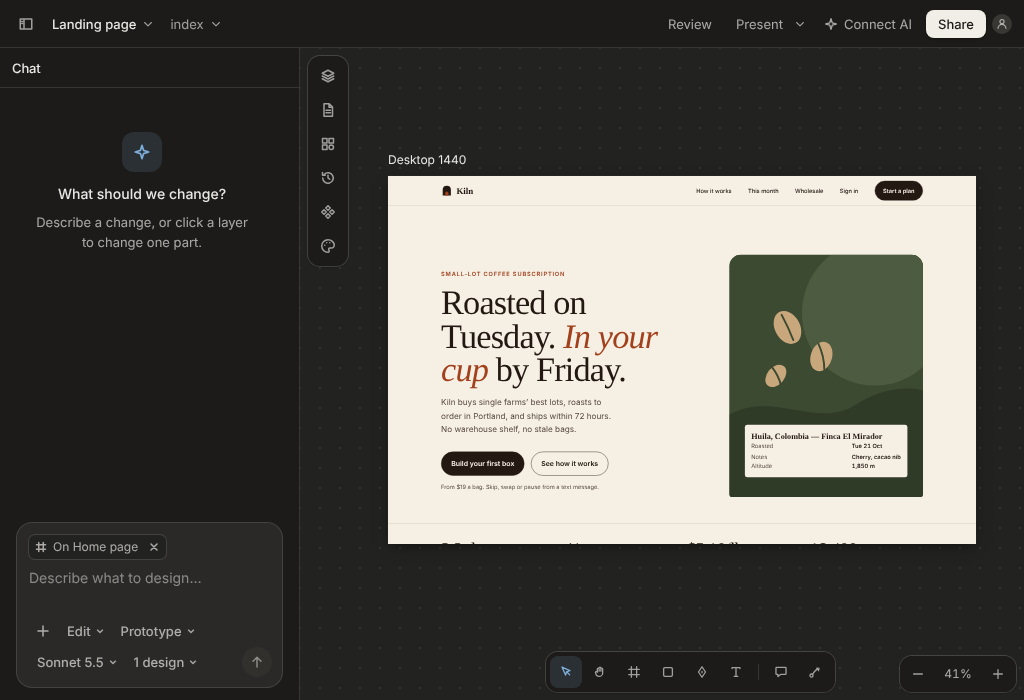 Landing page
index
Review
Present
Connect AI
Share
Chat
What should we change?
Describe a change, or click a layer
to change one part.
On Home page
Describe what to design...
Edit
Prototype
Sonnet 5.5
1 design
Desktop 1440
Kiln
How it works
This month
Wholesale
Sign in
Start a plan
SMALL-LOT COFFEE SUBSCRIPTION
Roasted on
Tuesday. In your
cup by Friday.
Kiln buys single farms' best lots, roasts to
order in Portland, and ships within 72 hours.
No warehouse shelf, no stale bags.
Build your first box
See how it works
From $19 a bag. Skip, swap or pause from a text message.
Huila, Colombia — Finca El Mirador
Roasted Tue 21 Oct
Notes Cherry, cacao nib
Altitude 1,850 m
41%